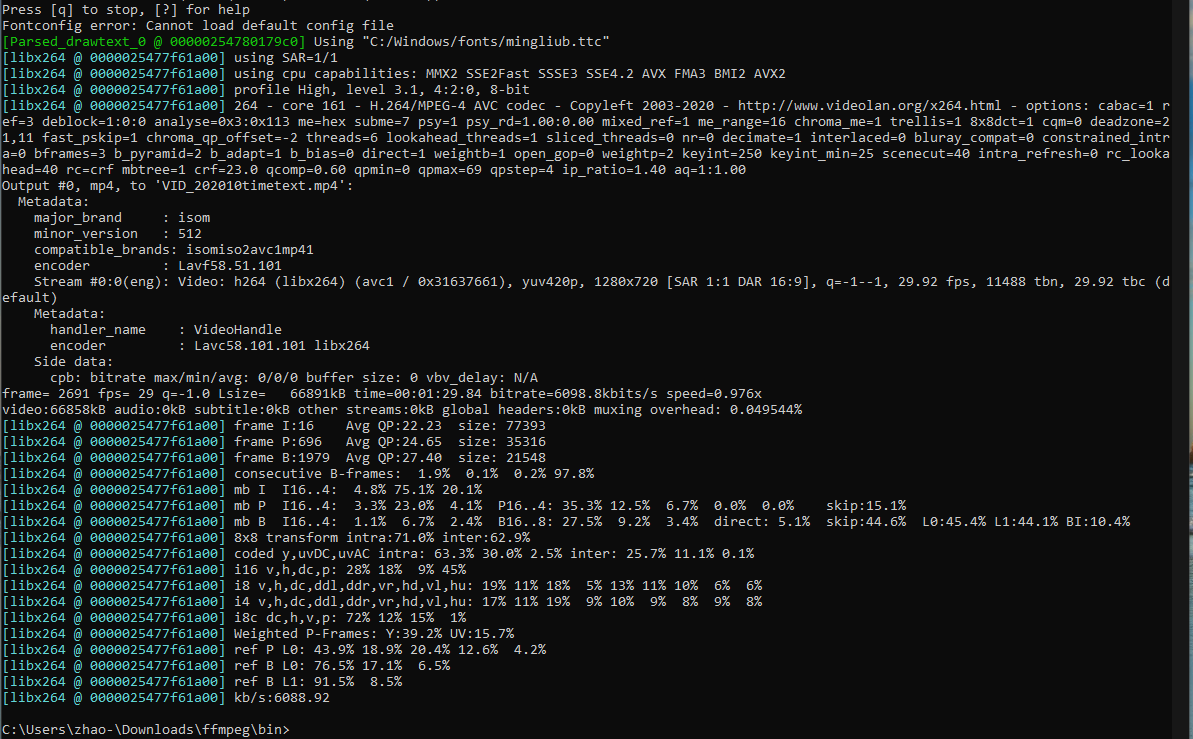 Press [q] to stop, [?] for help
Fontconfig error: Cannot load default config file
[Parsed_drawtext_0 @ 00000254780179c0] Using "C:/Windows/fonts/mingliub.ttc"
[libx264 @ 0000025477f61a00] using SAR=1/1
[libx264 @ 0000025477f61a00] using cpu capabilities: MMX2 SSE2Fast SSSE3 SSE4.2 AVX FMA3 BMI2 AVX2
[libx264 @ 0000025477f61a00] profile High, level 3.1, 4:2:0, 8-bit
[libx264 @ 0000025477f61a00] 264 - core 161 - H.264/MPEG-4 AVC codec - Copyleft 2003-2020 - http://www.videolan.org/x264.html - options: cabac=1 r
ef=3 deblock=1:0:0 analyse=0x3:0x113 me=hex subme=7 psy=1 psy_rd=1.00:0.00 mixed_ref=1 me_range=16 chroma_me=1 trellis=1 8x8dct=1 cqm=0 deadzone=2
1,11 fast_pskip=1 chroma_qp_offset=-2 threads=6 lookahead_threads=1 sliced_threads=0 nr=0 decimate=1 interlaced=0 bluray_compat=0 constrained_intr
a=0 bframes=3 b_pyramid=2 b_adapt=1 b_bias=0 direct=1 weightb=1 open_gop=0 weightp=2 keyint=250 keyint_min=25 scenecut=40 intra_refresh=0 rc_looka
head=40 rc=crf mbtree=1 crf=23.0 qcomp=0.60 qpmin=0 qpmax=69 qpstep=4 ip_ratio=1.40 aq=1:1.00
Output #0, mp4, to 'VID_202010timetext.mp4':
  Metadata:
    major_brand     : isom
    minor_version   : 512
    compatible_brands: isomiso2avc1mp41
    encoder         : Lavf58.51.101
    Stream #0:0(eng): Video: h264 (libx264) (avc1 / 0x31637661), yuv420p, 1280x720 [SAR 1:1 DAR 16:9], q=-1--1, 29.92 fps, 11488 tbn, 29.92 tbc (d
efault)
    Metadata:
      handler_name    : VideoHandle
      encoder         : Lavc58.101.101 libx264
    Side data:
      cpb: bitrate max/min/avg: 0/0/0 buffer size: 0 vbv_delay: N/A
frame= 2691 fps= 29 q=-1.0 Lsize=   66891kB time=00:01:29.84 bitrate=6098.8kbits/s speed=0.976x
video:66858kB audio:0kB subtitle:0kB other streams:0kB global headers:0kB muxing overhead: 0.049544%
[libx264 @ 0000025477f61a00] frame I:16    Avg QP:22.23  size: 77393
[libx264 @ 0000025477f61a00] frame P:696   Avg QP:24.65  size: 35316
[libx264 @ 0000025477f61a00] frame B:1979  Avg QP:27.40  size: 21548
[libx264 @ 0000025477f61a00] consecutive B-frames:  1.9%  0.1%  0.2% 97.8%
[libx264 @ 0000025477f61a00] mb I  I16..4:  4.8% 75.1% 20.1%
[libx264 @ 0000025477f61a00] mb P  I16..4:  3.3% 23.0%  4.1%  P16..4: 35.3% 12.5%  6.7%  0.0%  0.0%    skip:15.1%
[libx264 @ 0000025477f61a00] mb B  I16..4:  1.1%  6.7%  2.4%  B16..8: 27.5%  9.2%  3.4%  direct: 5.1%  skip:44.6%  L0:45.4% L1:44.1% BI:10.4%
[libx264 @ 0000025477f61a00] 8x8 transform intra:71.0% inter:62.9%
[libx264 @ 0000025477f61a00] coded y,uvDC,uvAC intra: 63.3% 30.0% 2.5% inter: 25.7% 11.1% 0.1%
[libx264 @ 0000025477f61a00] i16 v,h,dc,p: 28% 18%  9% 45%
[libx264 @ 0000025477f61a00] i8 v,h,dc,ddl,ddr,vr,hd,vl,hu: 19% 11% 18%  5% 13% 11% 10%  6%  6%
[libx264 @ 0000025477f61a00] i4 v,h,dc,ddl,ddr,vr,hd,vl,hu: 17% 11% 19%  9% 10%  9%  8%  9%  8%
[libx264 @ 0000025477f61a00] i8c dc,h,v,p: 72% 12% 15%  1%
[libx264 @ 0000025477f61a00] Weighted P-Frames: Y:39.2% UV:15.7%
[libx264 @ 0000025477f61a00] ref P L0: 43.9% 18.9% 20.4% 12.6%  4.2%
[libx264 @ 0000025477f61a00] ref B L0: 76.5% 17.1%  6.5%
[libx264 @ 0000025477f61a00] ref B L1: 91.5%  8.5%
[libx264 @ 0000025477f61a00] kb/s:6088.92
C:\Users\zhao-\Downloads\ffmpeg\bin>